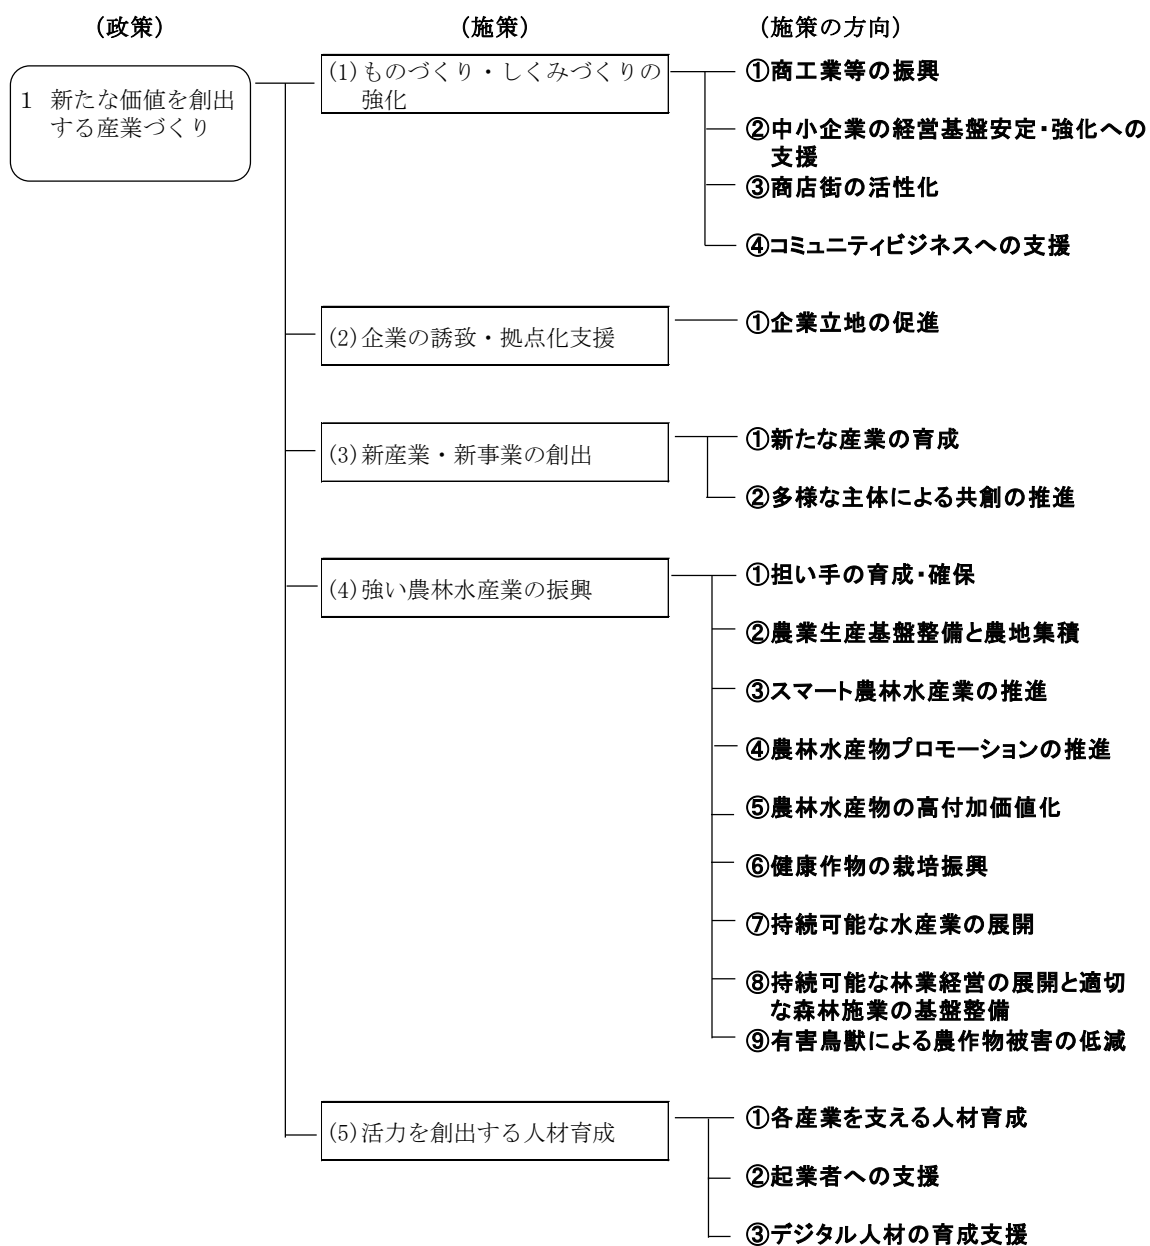 （政策）
（施策）
（施策の方向）
1 新たな価値を創出
する産業づくり
(1)ものづくり・しくみづくりの
強化
①商工業等の振興
②中小企業の経営基盤安定・強化への
支援
③商店街の活性化
④コミュニティビジネスへの支援
(2)企業の誘致・拠点化支援
①企業立地の促進
(3)新産業・新事業の創出
①新たな産業の育成
②多様な主体による共創の推進
(4)強い農林水産業の振興
①担い手の育成・確保
②農業生産基盤整備と農地集積
③スマート農林水産業の推進
④農林水産物プロモーションの推進
⑤農林水産物の高付加価値化
⑥健康作物の栽培振興
⑦持続可能な水産業の展開
⑧持続可能な林業経営の展開と適切
な森林施業の基盤整備
⑨有害鳥獣による農作物被害の低減
(5)活力を創出する人材育成
①各産業を支える人材育成
②起業者への支援
③デジタル人材の育成支援